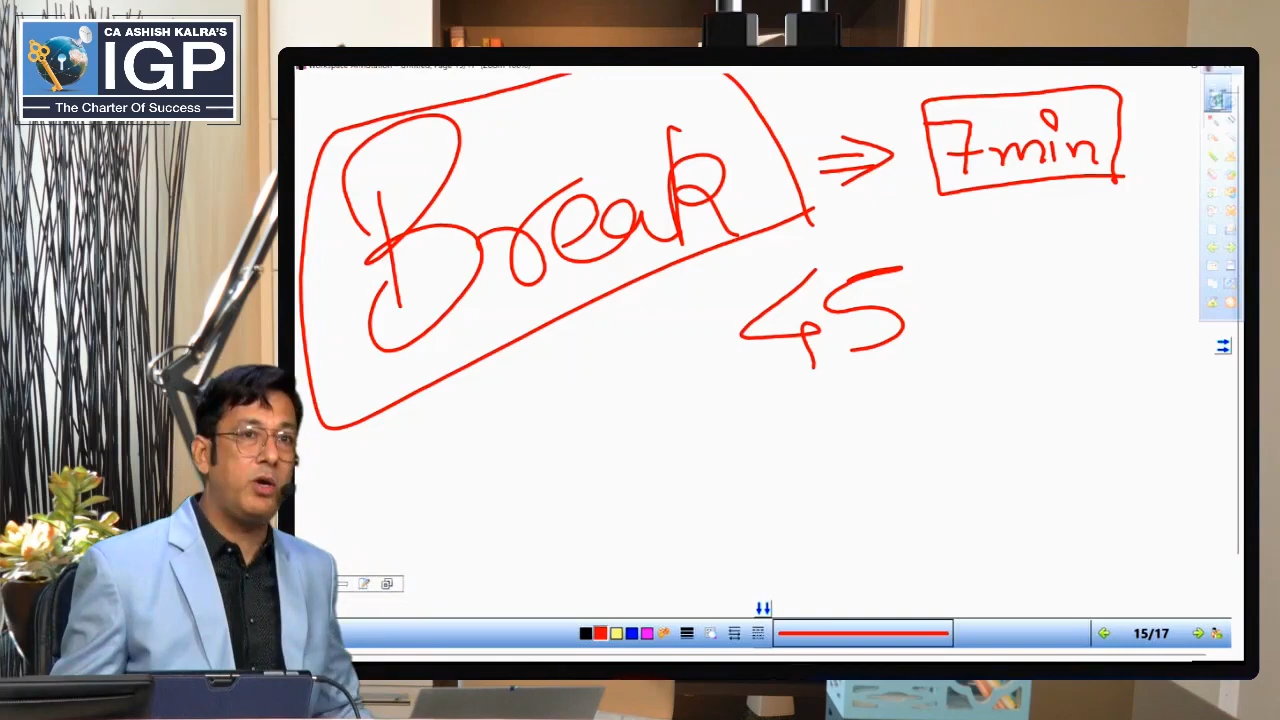 CA ASHISH KALRA'S
IGP
The Charter Of Success
Break ⇒ 7min
45
15/17